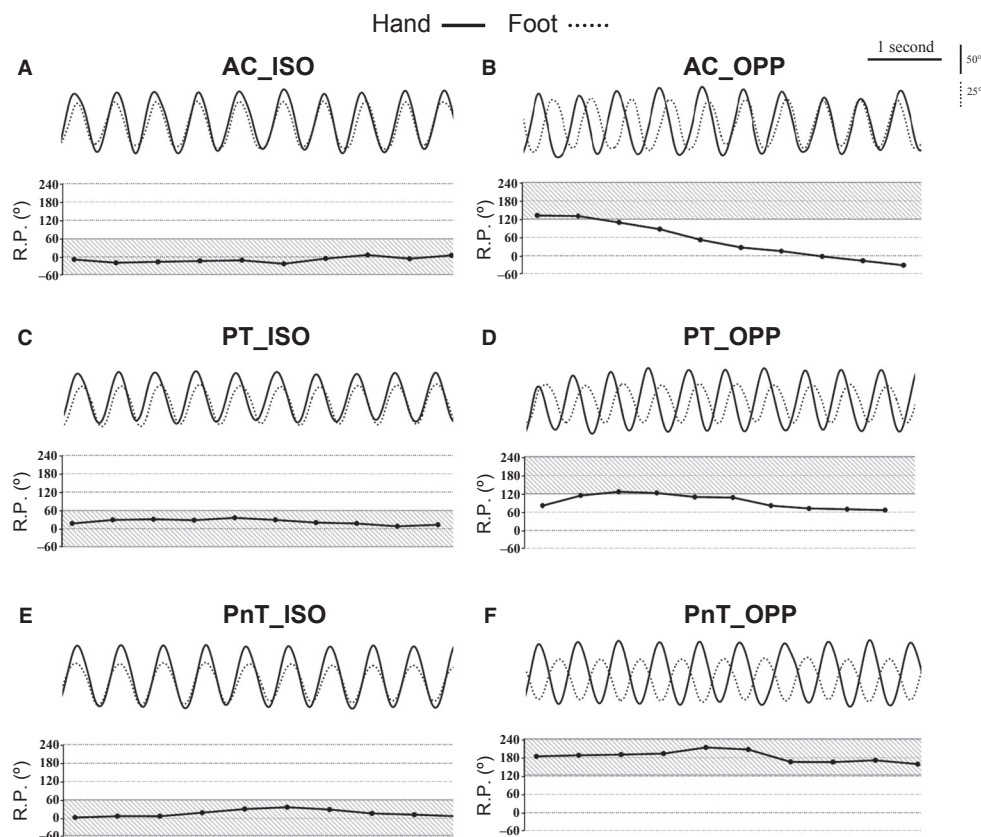 Hand Foot
1 second
50°
25°
A AC_ISO
R.P. (º)
240
180
120
60
0
−60
B AC_OPP
R.P. (º)
240
180
120
60
0
−60
C PT_ISO
R.P. (º)
240
180
120
60
0
−60
D PT_OPP
R.P. (º)
240
180
120
60
0
−60
E PnT_ISO
R.P. (º)
240
180
120
60
0
−60
F PnT_OPP
R.P. (º)
240
180
120
60
0
−60